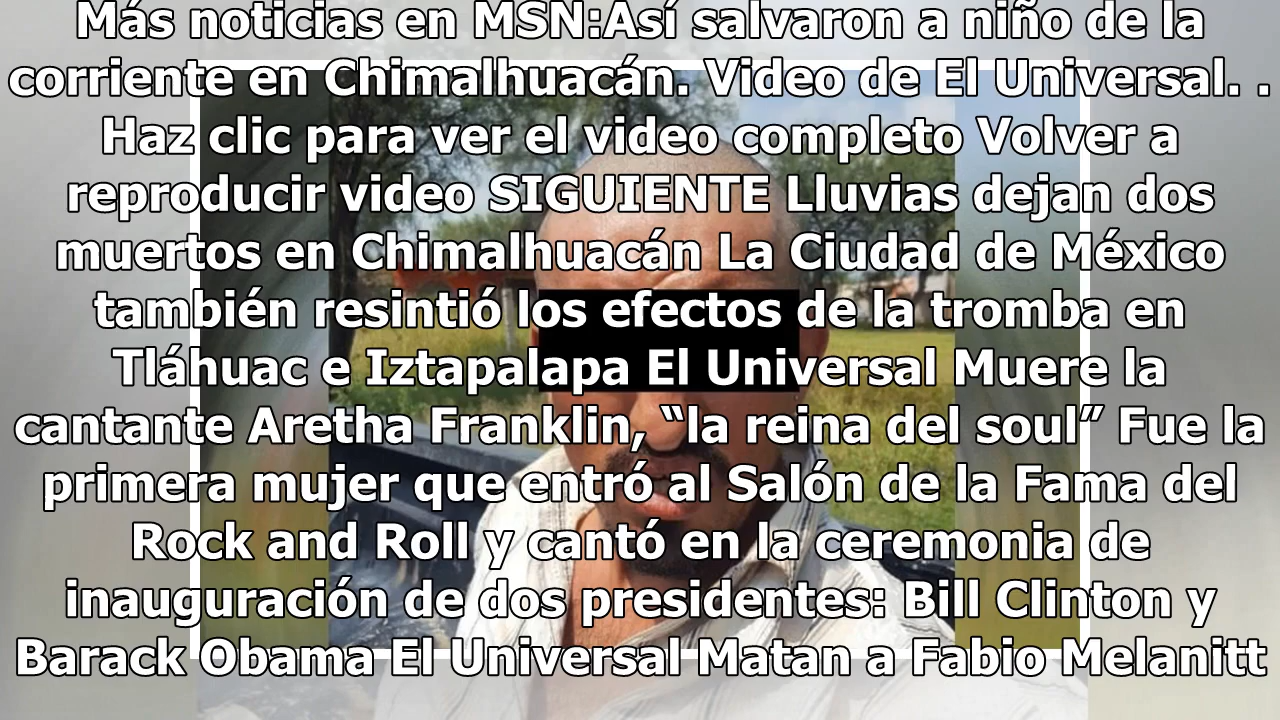 Más noticias en MSN:Así salvaron a niño de la
corriente en Chimalhuacán. Video de El Universal. .
Haz clic para ver el video completo Volver a
reproducir video SIGUIENTE Lluvias dejan dos
muertos en Chimalhuacán La Ciudad de México
también resintió los efectos de la tromba en
Tláhuac e Iztapalapa El Universal Muere la
cantante Aretha Franklin, “la reina del soul” Fue la
primera mujer que entró al Salón de la Fama del
Rock and Roll y cantó en la ceremonia de
inauguración de dos presidentes: Bill Clinton y
Barack Obama El Universal Matan a Fabio Melanitt